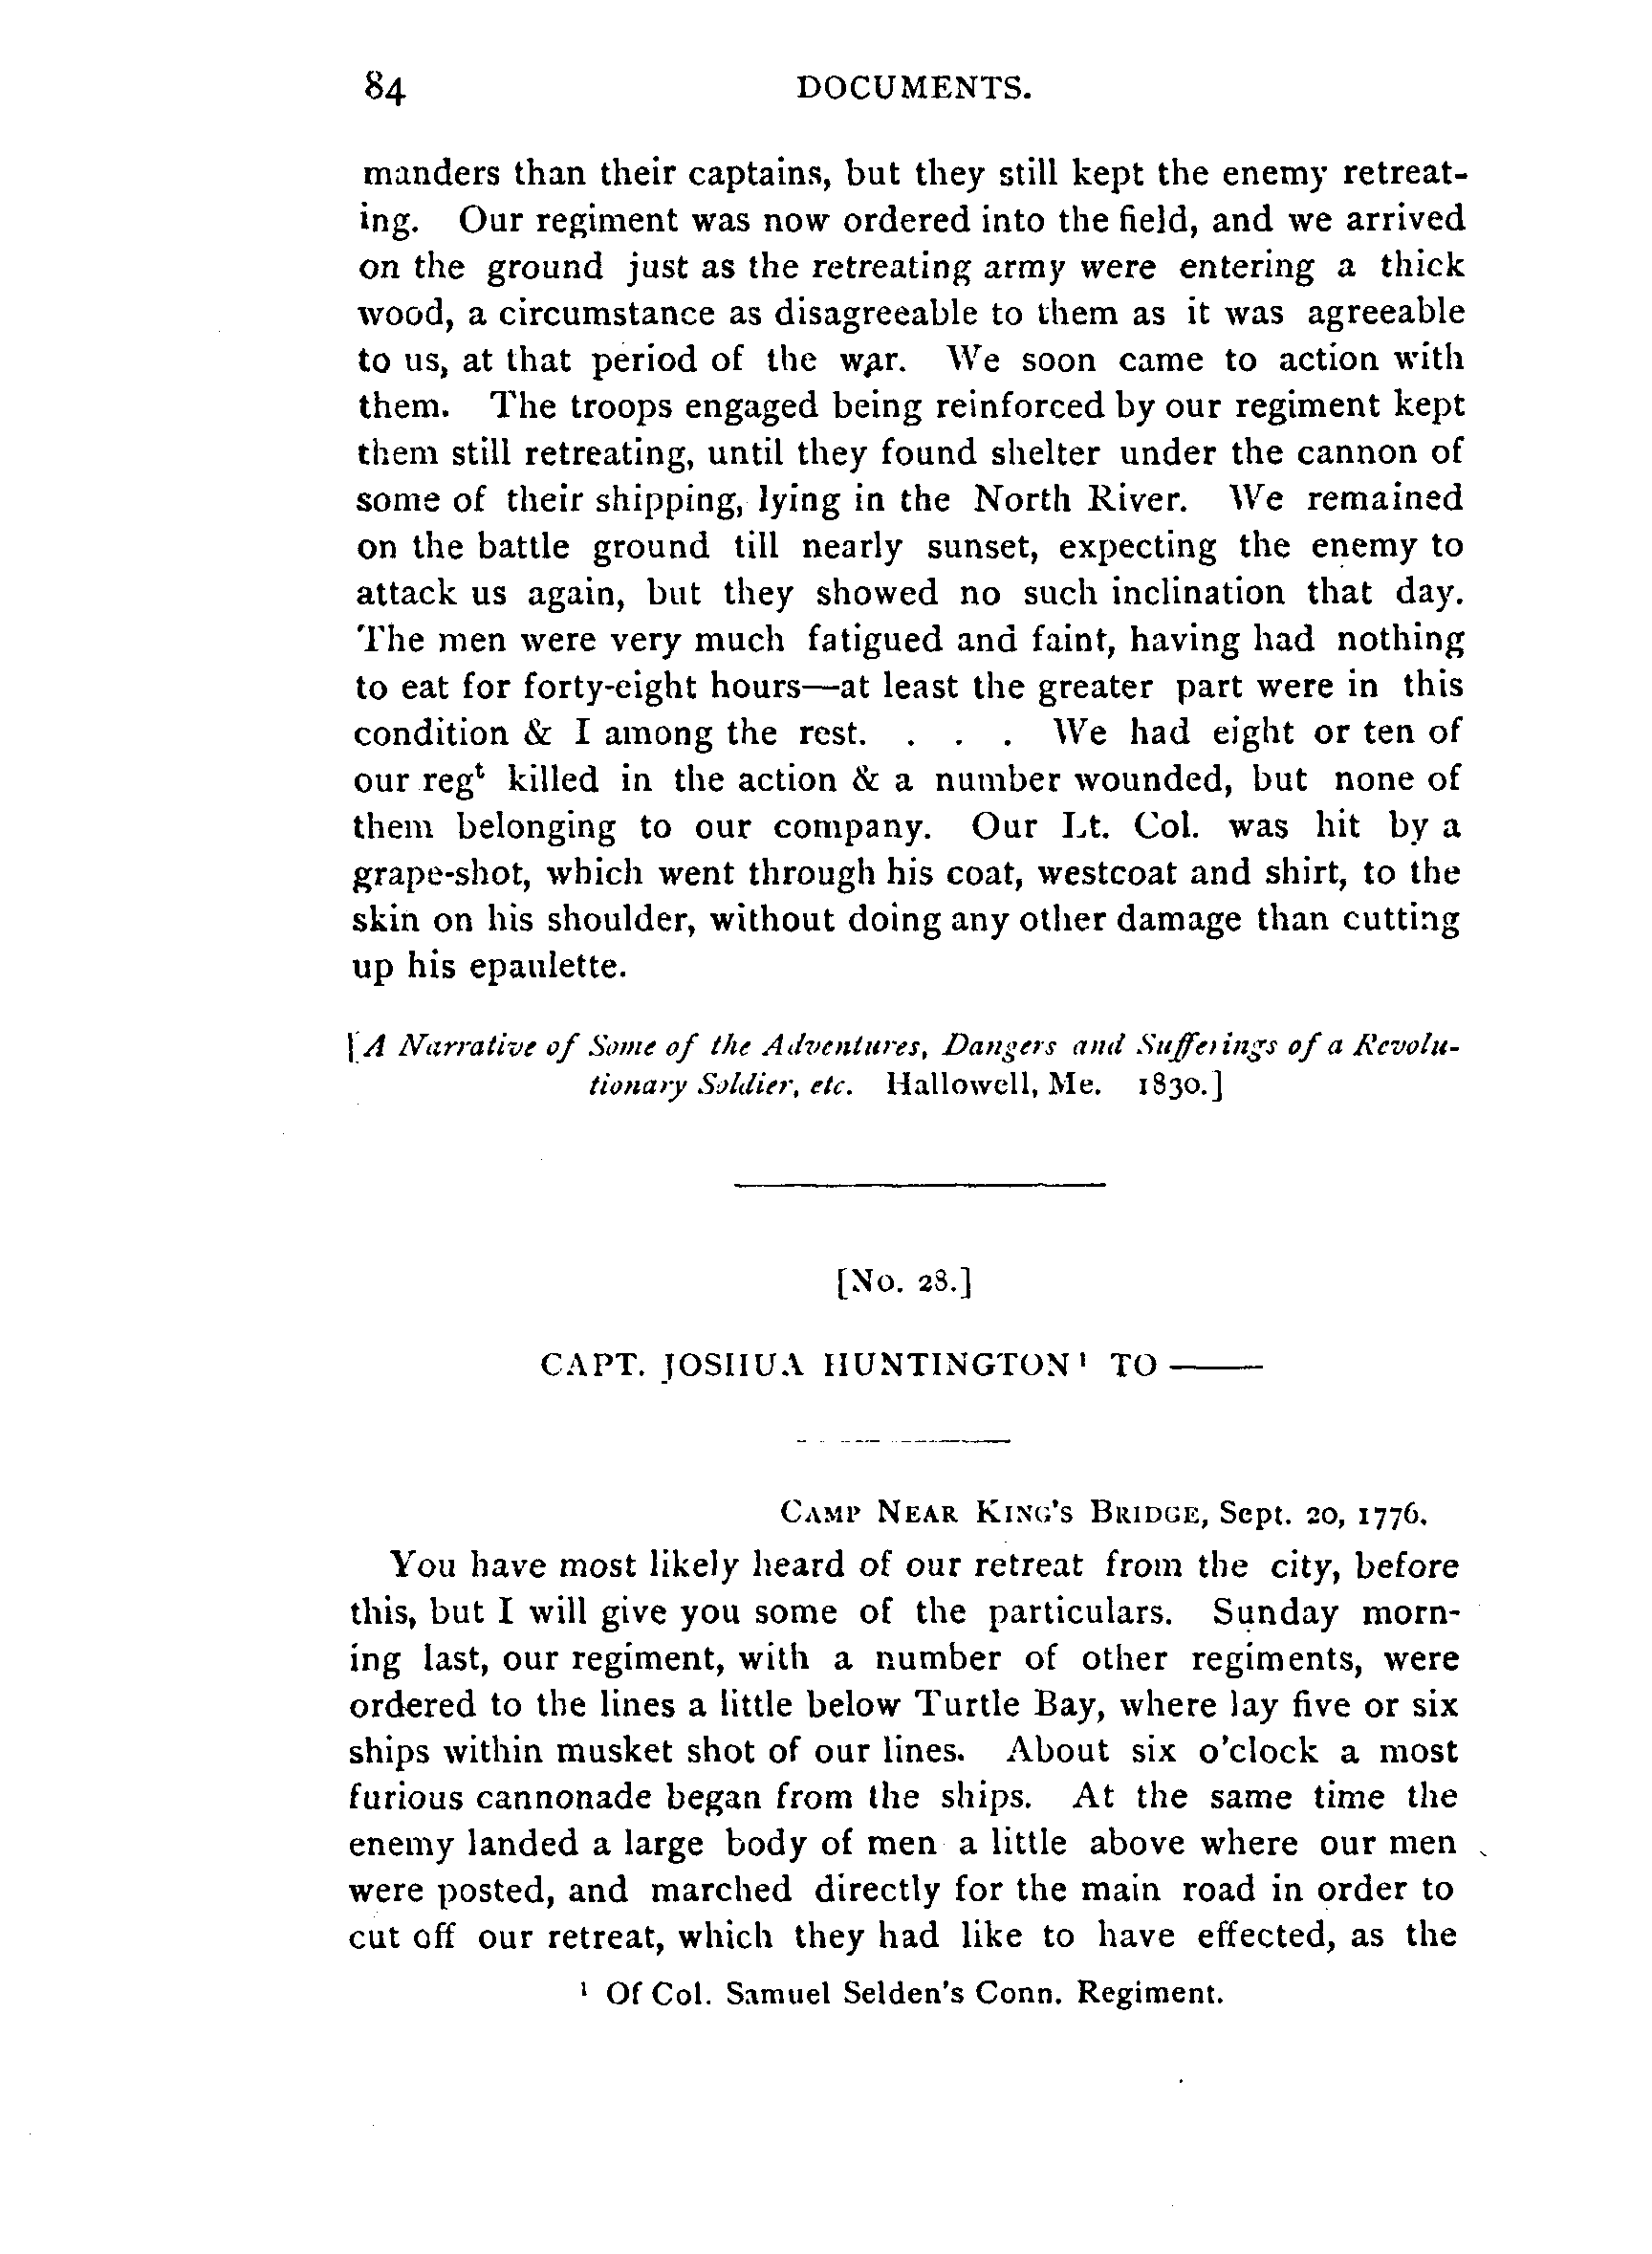 84 DOCUMENTS.
manders than their captains, but they still kept the enemy retreat-
ing. Our regiment was now ordered into the field, and we arrived
on the ground just as the retreating army were entering a thick
wood, a circumstance as disagreeable to them as it was agreeable
to us, at that period of the war. We soon came to action with
them. The troops engaged being reinforced by our regiment kept
them still retreating, until they found shelter under the cannon of
some of their shipping, lying in the North River. We remained
on the battle ground till nearly sunset, expecting the enemy to
attack us again, but they showed no such inclination that day.
The men were very much fatigued and faint, having had nothing
to eat for forty-eight hours—at least the greater part were in this
condition & I among the rest. . . . We had eight or ten of
our regᵗ killed in the action & a number wounded, but none of
them belonging to our company. Our Lt. Col. was hit by a
grape-shot, which went through his coat, westcoat and shirt, to the
skin on his shoulder, without doing any other damage than cutting
up his epaulette.
[A Narrative of Some of the Adventures, Dangers and Sufferings of a Revolu-
tionary Soldier, etc. Hallowell, Me. 1830.]
[No. 28.]
CAPT. JOSHUA HUNTINGTON¹ TO ——
CAMP NEAR KING'S BRIDGE, Sept. 20, 1776.
You have most likely heard of our retreat from the city, before
this, but I will give you some of the particulars. Sunday morn-
ing last, our regiment, with a number of other regiments, were
ordered to the lines a little below Turtle Bay, where lay five or six
ships within musket shot of our lines. About six o'clock a most
furious cannonade began from the ships. At the same time the
enemy landed a large body of men a little above where our men
were posted, and marched directly for the main road in order to
cut off our retreat, which they had like to have effected, as the
¹ Of Col. Samuel Selden's Conn. Regiment.